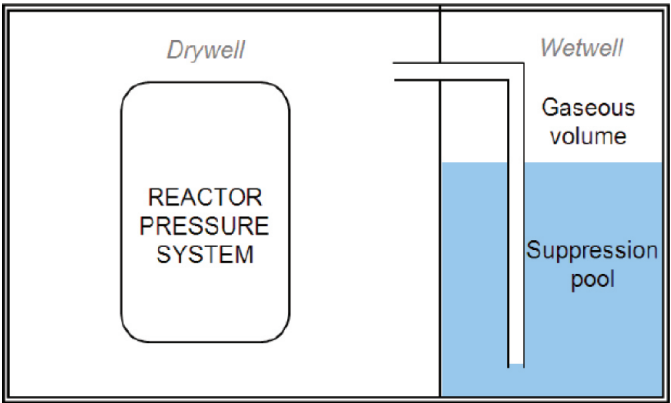 Drywell
Wetwell
Gaseous
volume
REACTOR
PRESSURE
SYSTEM
Suppression
pool